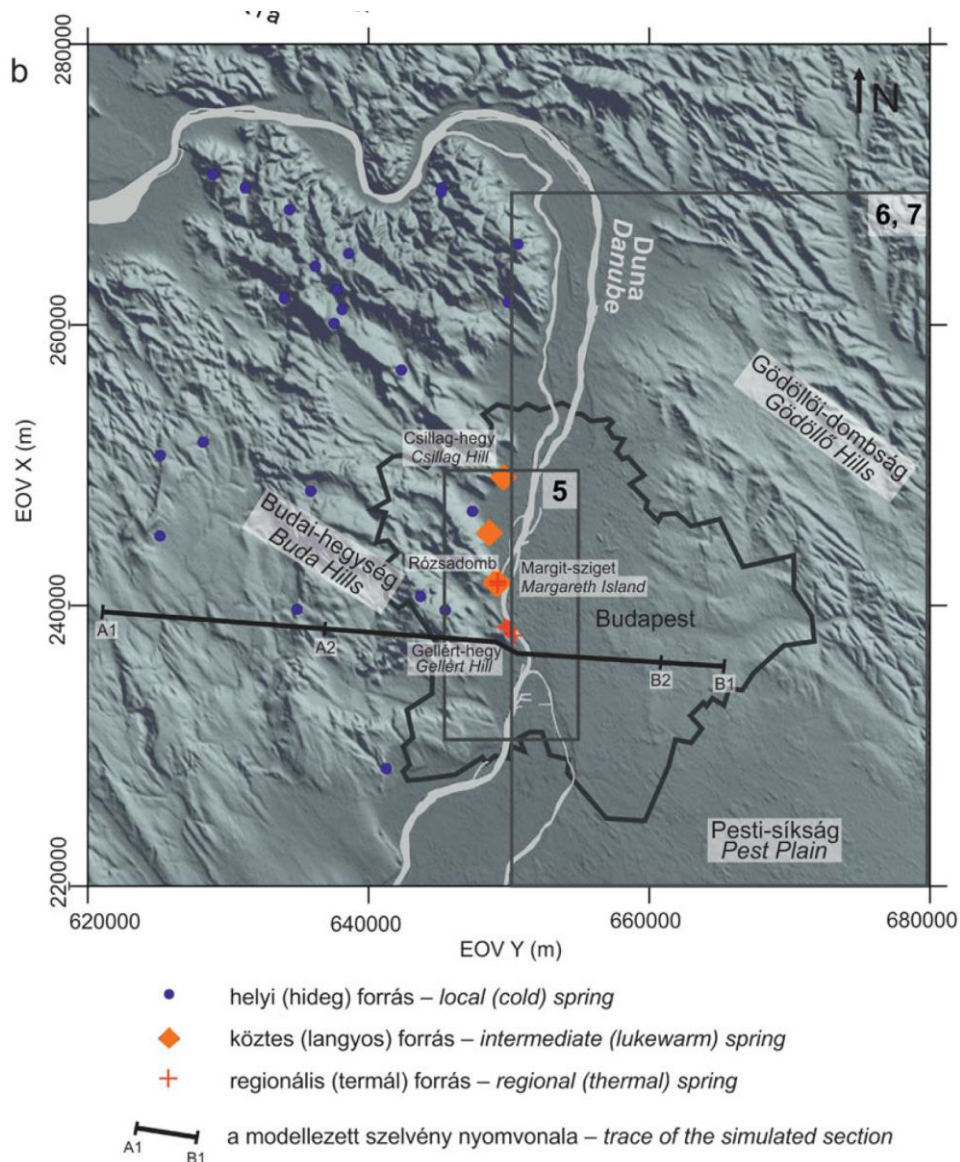 b
280000
260000
240000
220000
EOV X (m)
N
6, 7
Duna
Danube
Gödöllői-dombság
Gödöllő Hills
Csillag-hegy
Csillag Hill
5
Budai-hegység
Buda Hills
Rózsadomb
Margit-sziget
Margareth Island
Budapest
A1
A2
Gellért-hegy
Gellért Hill
B2
B1
Pesti-síkság
Pest Plain
620000
640000
660000
680000
EOV Y (m)
helyi (hideg) forrás – local (cold) spring
köztes (langyos) forrás – intermediate (lukewarm) spring
regionális (termál) forrás – regional (thermal) spring
A1
B1
a modellezett szelvény nyomvonala – trace of the simulated section